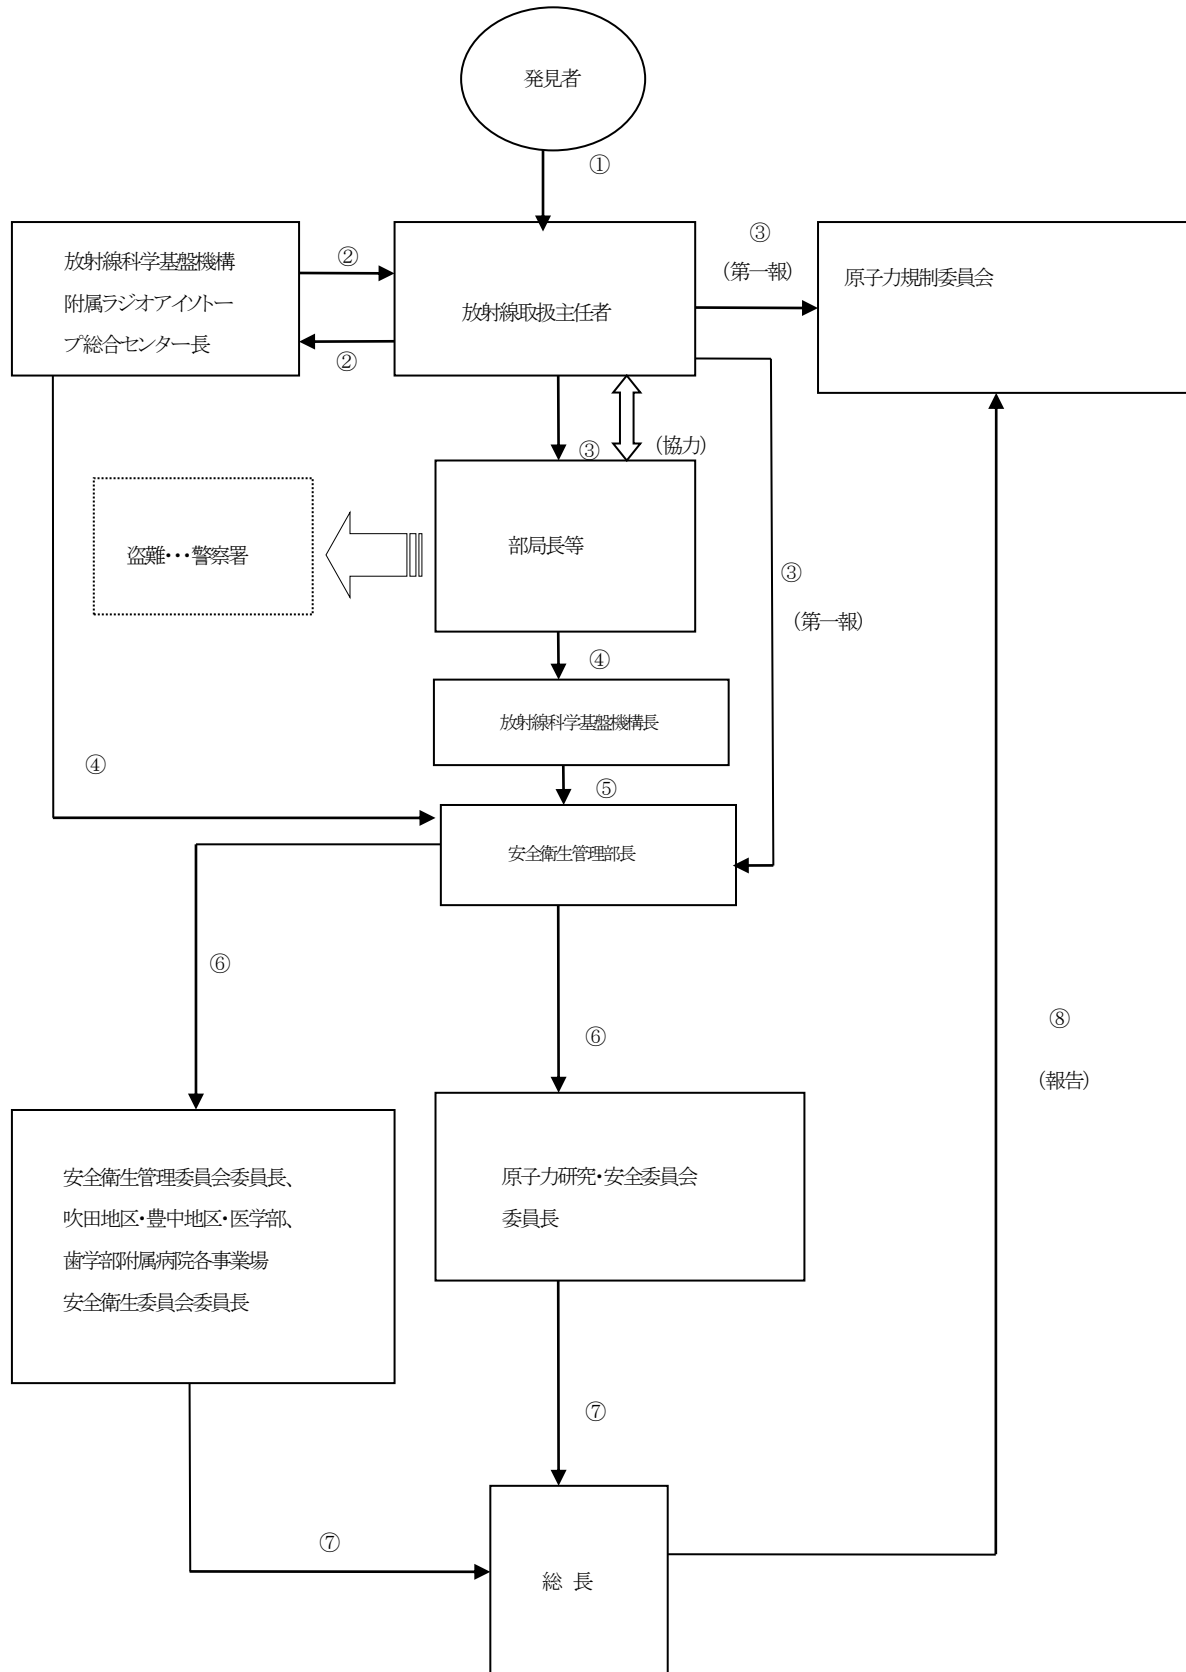 発見者
①
放射線科学基盤機構
附属ラジオアイソトー
プ総合センター長
②
②
放射線取扱主任者
③
(第一報)
原子力規制委員会
③
(協力)
盗難・・・警察署
部局長等
③
(第一報)
④
放射線科学基盤機構長
④
⑤
安全衛生管理部長
⑥
⑥
⑧
(報告)
安全衛生管理委員会委員長、
吹田地区・豊中地区・医学部、
歯学部附属病院各事業場
安全衛生委員会委員長
原子力研究・安全委員会
委員長
⑦
⑦
総 長